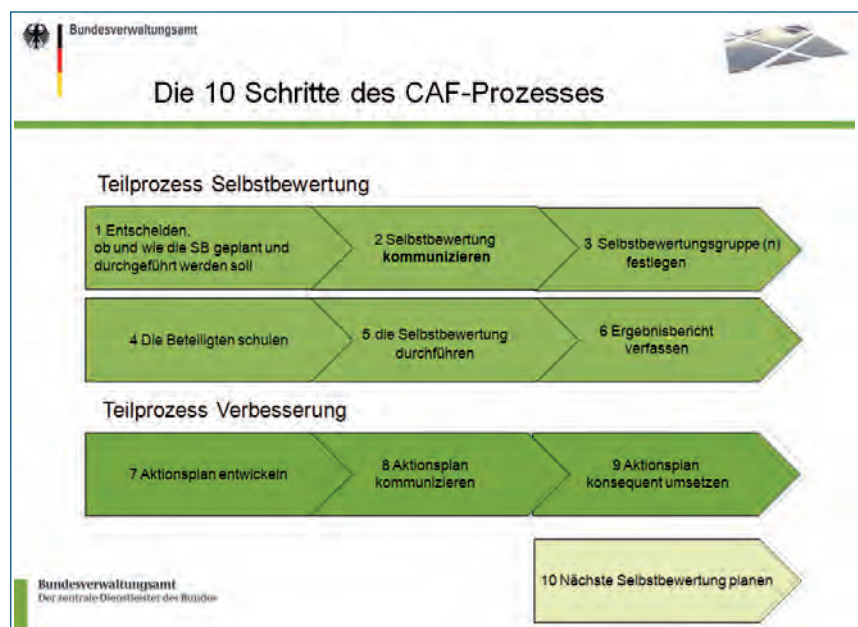 Bundesverwaltungsamt
Die 10 Schritte des CAF-Prozesses
Teilprozess Selbstbewertung
1 Entscheiden,
ob und wie die SB geplant und
durchgeführt werden soll
2 Selbstbewertung
kommunizieren
3 Selbstbewertungsgruppe (n)
festlegen
4 Die Beteiligten schulen
5 die Selbstbewertung
durchführen
6 Ergebnisbericht
verfassen
Teilprozess Verbesserung
7 Aktionsplan entwickeln
8 Aktionsplan
kommunizieren
9 Aktionsplan
konsequent umsetzen
10 Nächste Selbstbewertung planen
Bundesverwaltungsamt
Der zentrale Dienstleister des Bundes